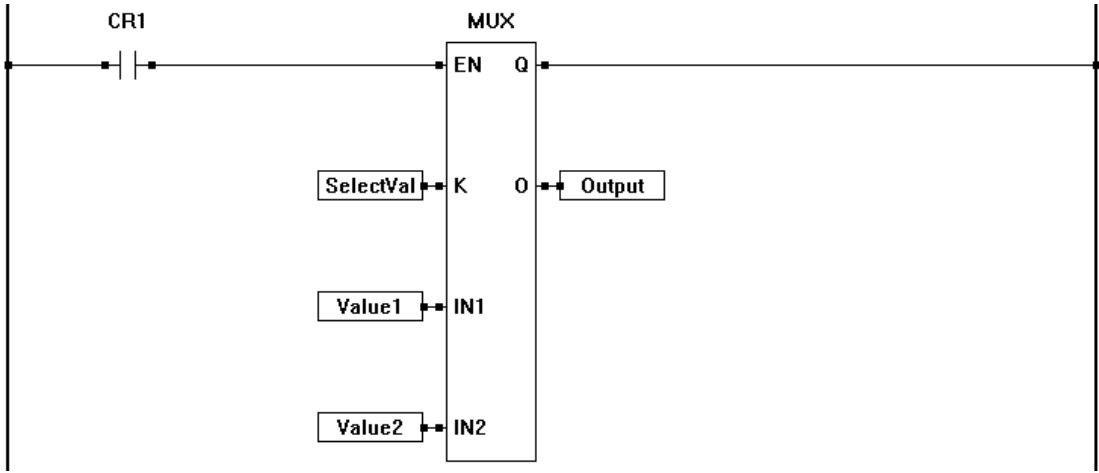 CR1 MUX
EN Q
SelectVal K O Output
Value1 IN1
Value2 IN2